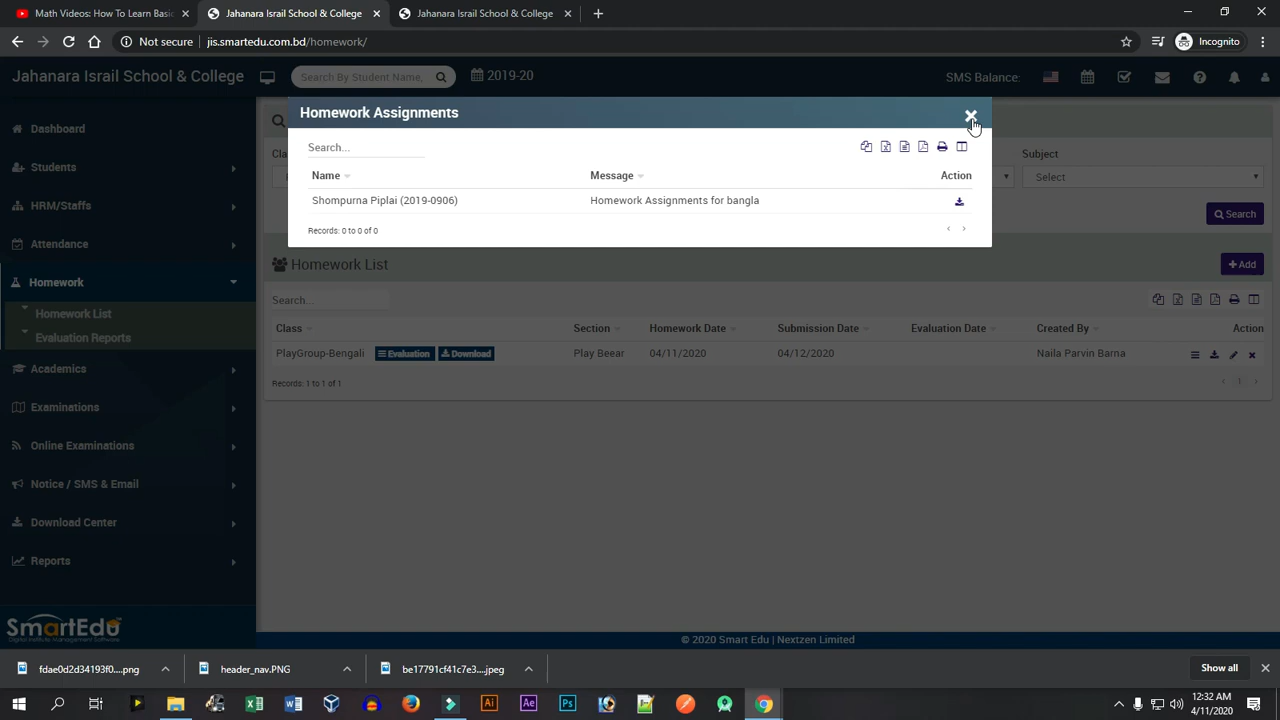 Math Videos: How To Learn Basic
Jahanara Israil School & College
Jahanara Israil School & College
Not secure
jis.smartedu.com.bd/homework/
Incognito
Jahanara Israil School & College
Search By Student Name,
2019-20
SMS Balance:
Homework Assignments
Search...
Name
Message
Action
Shompurna Piplai (2019-0906)
Homework Assignments for bangla
Records: 0 to 0 of 0
Subject
Select
Search
Dashboard
Students
HRM/Staffs
Attendance
Homework
Homework List
Evaluation Reports
Academics
Examinations
Online Examinations
Notice / SMS & Email
Download Center
Reports
SmartEdu
Digital Institute Management Software
Homework List
Add
Search...
Class
Section
Homework Date
Submission Date
Evaluation Date
Created By
Action
PlayGroup-Bengali
Evaluation
Download
Play Beear
04/11/2020
04/12/2020
Naila Parvin Barna
Records: 1 to 1 of 1
1
© 2020 Smart Edu | Nextzen Limited
fdae0d2d34193f0....png
header_nav.PNG
be17791cf41c7e3....jpeg
Show all
12:32 AM
4/11/2020